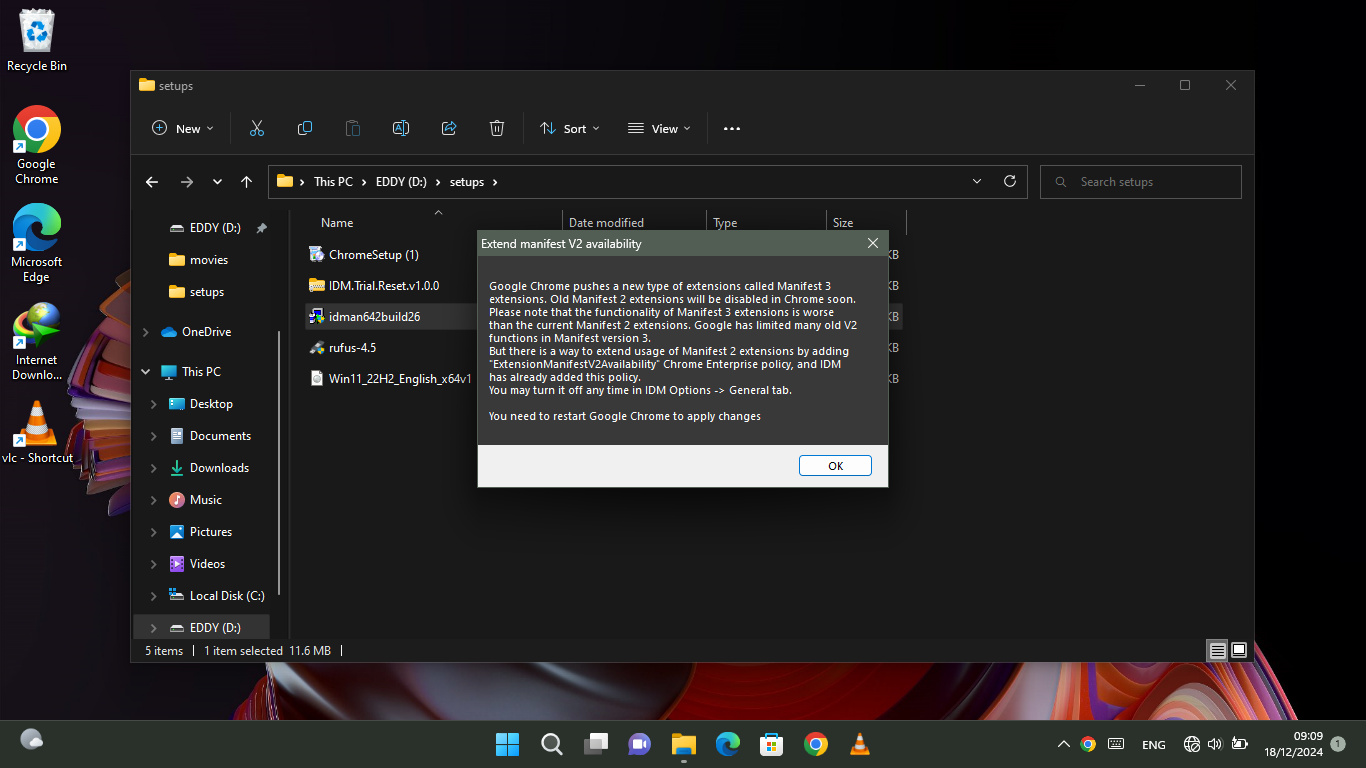 Recycle Bin
Google
Chrome
Microsoft
Edge
Internet
Downlo...
vlc - Shortcut
setups
New
Sort
View
This PC
EDDY (D:)
setups
Search setups
EDDY (D:)
movies
setups
OneDrive
This PC
Desktop
Documents
Downloads
Music
Pictures
Videos
Local Disk (C:)
EDDY (D:)
Name
Date modified
Type
Size
ChromeSetup (1)
KB
IDM.Trial.Reset.v1.0.0
KB
idman642build26
KB
rufus-4.5
KB
Win11_22H2_English_x64v1
KB
Extend manifest V2 availability
Google Chrome pushes a new type of extensions called Manifest 3
extensions. Old Manifest 2 extensions will be disabled in Chrome soon.
Please note that the functionality of Manifest 3 extensions is worse
than the current Manifest 2 extensions. Google has limited many old V2
functions in Manifest version 3.
But there is a way to extend usage of Manifest 2 extensions by adding
"ExtensionManifestV2Availability" Chrome Enterprise policy, and IDM
has already added this policy.
You may turn it off any time in IDM Options -> General tab.
You need to restart Google Chrome to apply changes
OK
5 items
1 item selected 11.6 MB
ENG
09:09
18/12/2024
1